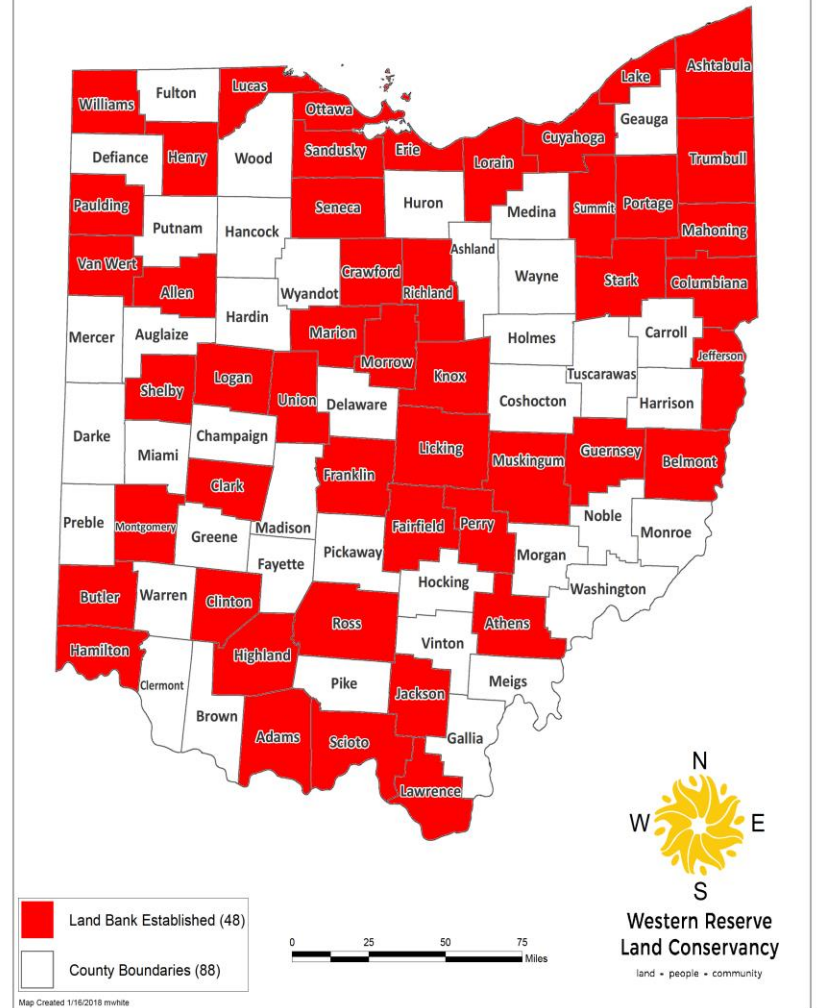 Ashtabula
Lake
Lucas
Fulton
Williams
Ottawa
Geauga
Cuyahoga
Erie
Sandusky
Defiance
Henry
Wood
Lorain
Trumbull
Paulding
Seneca
Huron
Medina
Summit
Portage
Putnam
Hancock
Mahoning
Ashland
Van Wert
Crawford
Wayne
Stark
Columbiana
Allen
Wyandot
Richland
Hardin
Mercer
Auglaize
Marion
Holmes
Carroll
Jefferson
Morrow
Logan
Knox
Tuscarawas
Shelby
Union
Delaware
Coshocton
Harrison
Darke
Champaign
Miami
Licking
Muskingum
Guernsey
Belmont
Franklin
Clark
Preble
Montgomery
Greene
Madison
Fairfield
Perry
Noble
Monroe
Pickaway
Morgan
Fayette
Hocking
Washington
Butler
Warren
Clinton
Ross
Athens
Hamilton
Highland
Vinton
Clermont
Pike
Jackson
Meigs
Brown
Adams
Scioto
Gallia
Lawrence
N
W E
S
Western Reserve
Land Conservancy
land • people • community
Land Bank Established (48)
County Boundaries (88)
0 25 50 75
Miles
Map Created 1/16/2018 mwhite